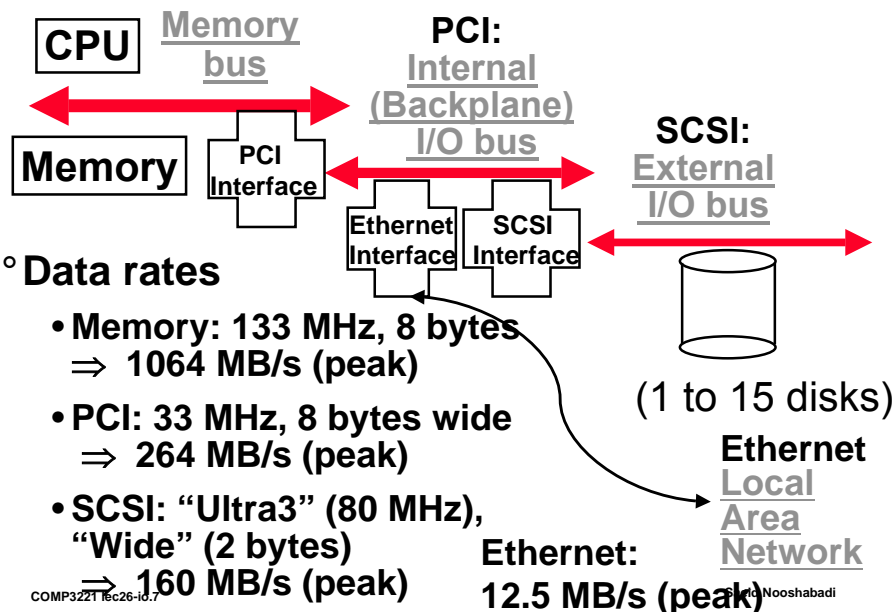 CPU
Memory
bus
PCI:
Internal
(Backplane)
I/O bus
SCSI:
External
I/O bus
Memory
PCI
Interface
Ethernet
Interface
SCSI
Interface
° Data rates
• Memory: 133 MHz, 8 bytes
⇒ 1064 MB/s (peak)
• PCI: 33 MHz, 8 bytes wide
⇒ 264 MB/s (peak)
• SCSI: “Ultra3” (80 MHz),
“Wide” (2 bytes)
⇒ 160 MB/s (peak)
(1 to 15 disks)
Ethernet
Local
Area
Network
Ethernet:
12.5 MB/s (peak)
COMP3221 lec26-io.7
Nooshabadi